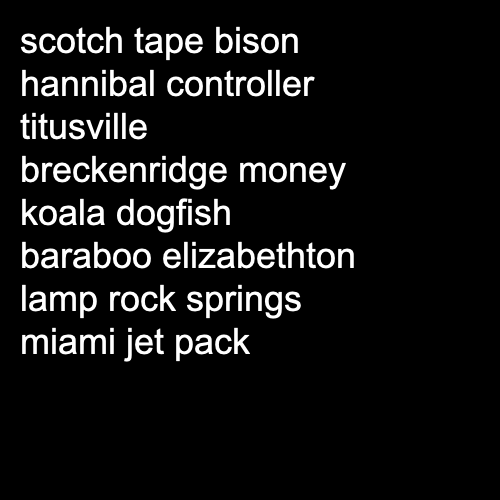 scotch tape bison
hannibal controller
titusville
breckenridge money
koala dogfish
baraboo elizabethton
lamp rock springs
miami jet pack